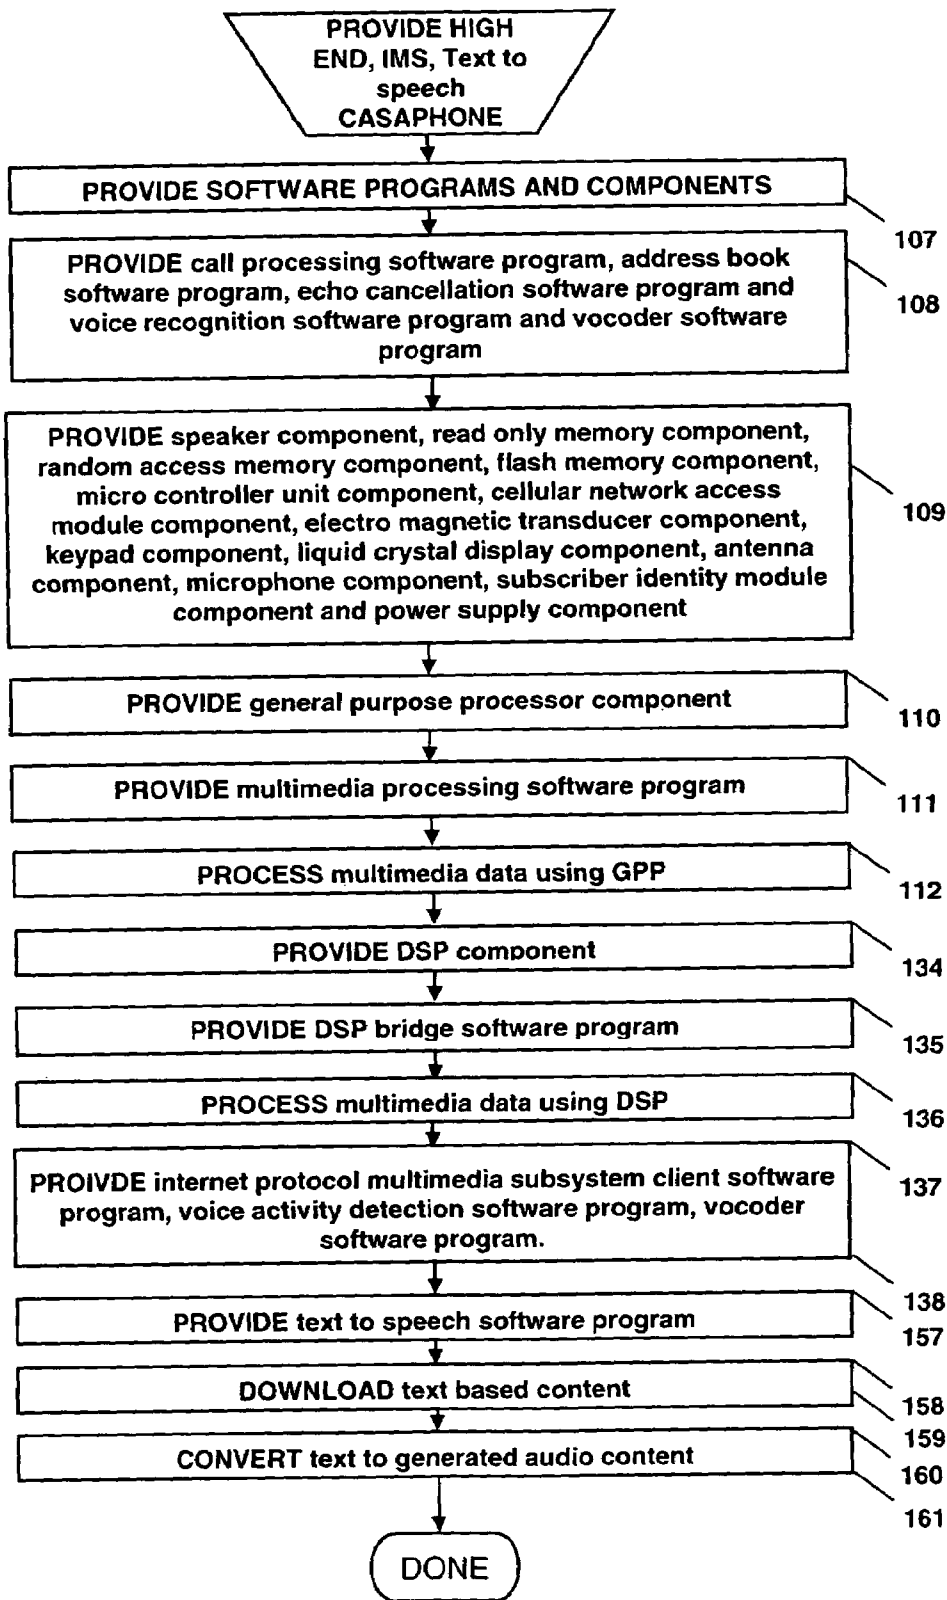 PROVIDE HIGH
END, IMS, Text to
speech
CASAPHONE
PROVIDE SOFTWARE PROGRAMS AND COMPONENTS
107
PROVIDE call processing software program, address book
software program, echo cancellation software program and
voice recognition software program and vocoder software
program
108
PROVIDE speaker component, read only memory component,
random access memory component, flash memory component,
micro controller unit component, cellular network access
module component, electro magnetic transducer component,
keypad component, liquid crystal display component, antenna
component, microphone component, subscriber identity module
component and power supply component
109
PROVIDE general purpose processor component
110
PROVIDE multimedia processing software program
111
PROCESS multimedia data using GPP
112
PROVIDE DSP component
134
PROVIDE DSP bridge software program
135
PROCESS multimedia data using DSP
136
PROIVDE internet protocol multimedia subsystem client software
program, voice activity detection software program, vocoder
software program.
137
138
PROVIDE text to speech software program
157
DOWNLOAD text based content
158
159
CONVERT text to generated audio content
160
161
DONE